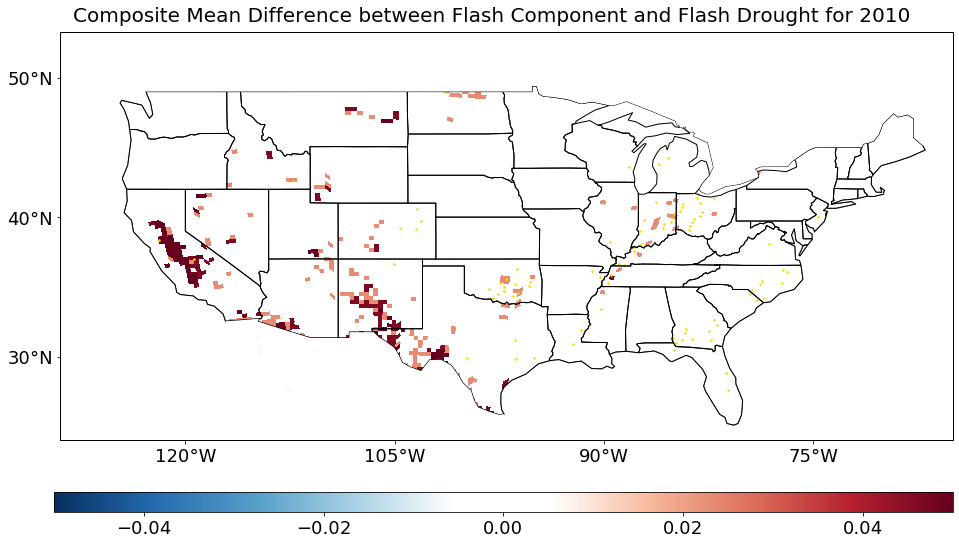 Composite Mean Difference between Flash Component and Flash Drought for 2010
50°N
40°N
30°N
120°W 105°W 90°W 75°W
−0.04 −0.02 0.00 0.02 0.04